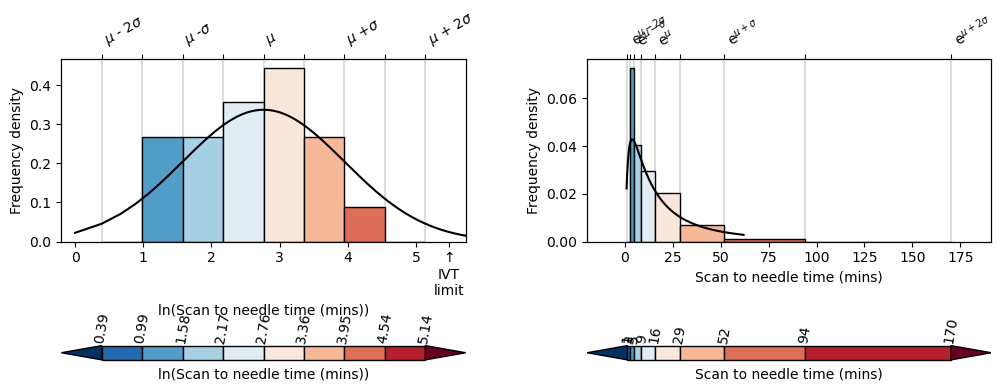 μ - 2σ
μ -σ
μ
μ +σ
μ + 2σ
Frequency density
0.4
0.3
0.2
0.1
0.0
0 1 2 3 4 5 ↑
IVT
limit
ln(Scan to needle time (mins))
0.39 0.99 1.58 2.17 2.76 3.36 3.95 4.54 5.14
ln(Scan to needle time (mins))
e^μ
e^μ+σ
e^μ+2σ
Frequency density
0.06
0.04
0.02
0.00
0 25 50 75 100 125 150 175
Scan to needle time (mins)
9 16 29 52 94 170
Scan to needle time (mins)